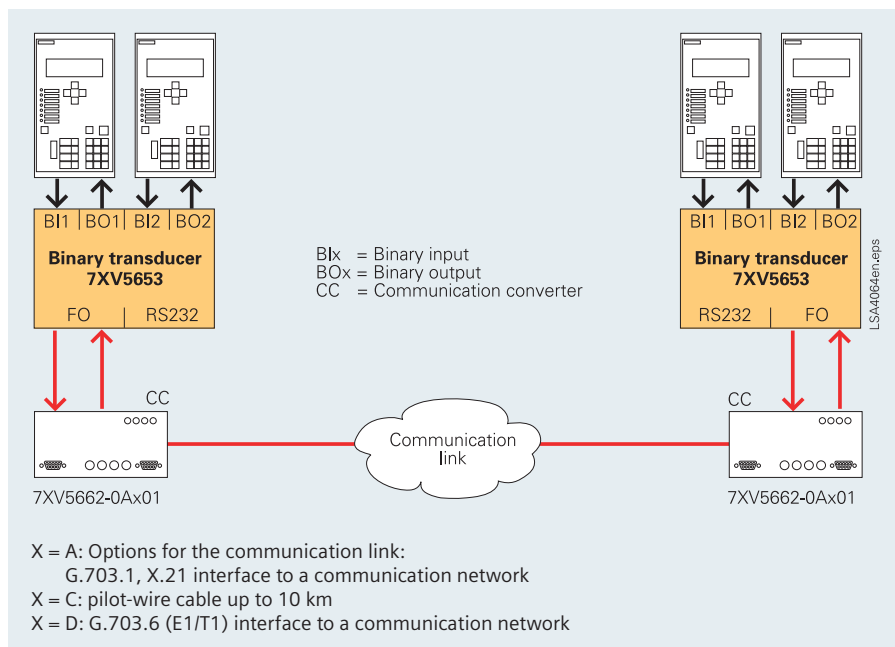 BI1 BO1 BI2 BO2
Binary transducer
7XV5653
FO RS232
BIx = Binary input
BOx = Binary output
CC = Communication converter
BI1 BO1 BI2 BO2
Binary transducer
7XV5653
RS232 FO
LSA4064en.eps
CC
7XV5662-0Ax01
Communication
link
CC
7XV5662-0Ax01
X = A: Options for the communication link:
G.703.1, X.21 interface to a communication network
X = C: pilot-wire cable up to 10 km
X = D: G.703.6 (E1/T1) interface to a communication network